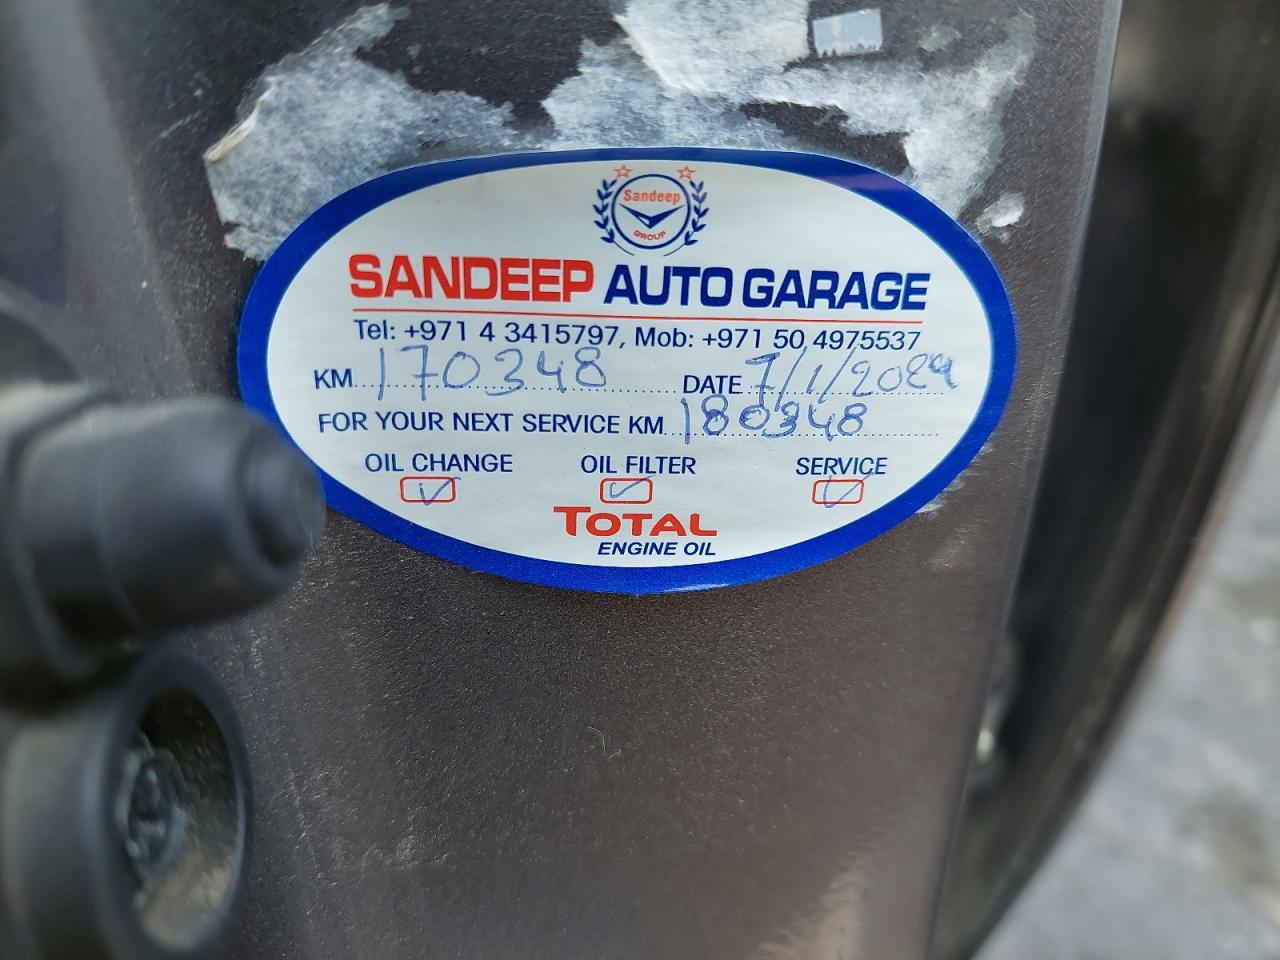 Sandeep
GROUP
SANDEEP AUTO GARAGE
Tel: +971 4 3415797, Mob: +971 50 4975537
KM 170348 DATE 7/1/2024
FOR YOUR NEXT SERVICE KM 180348
OIL CHANGE OIL FILTER SERVICE
TOTAL
ENGINE OIL